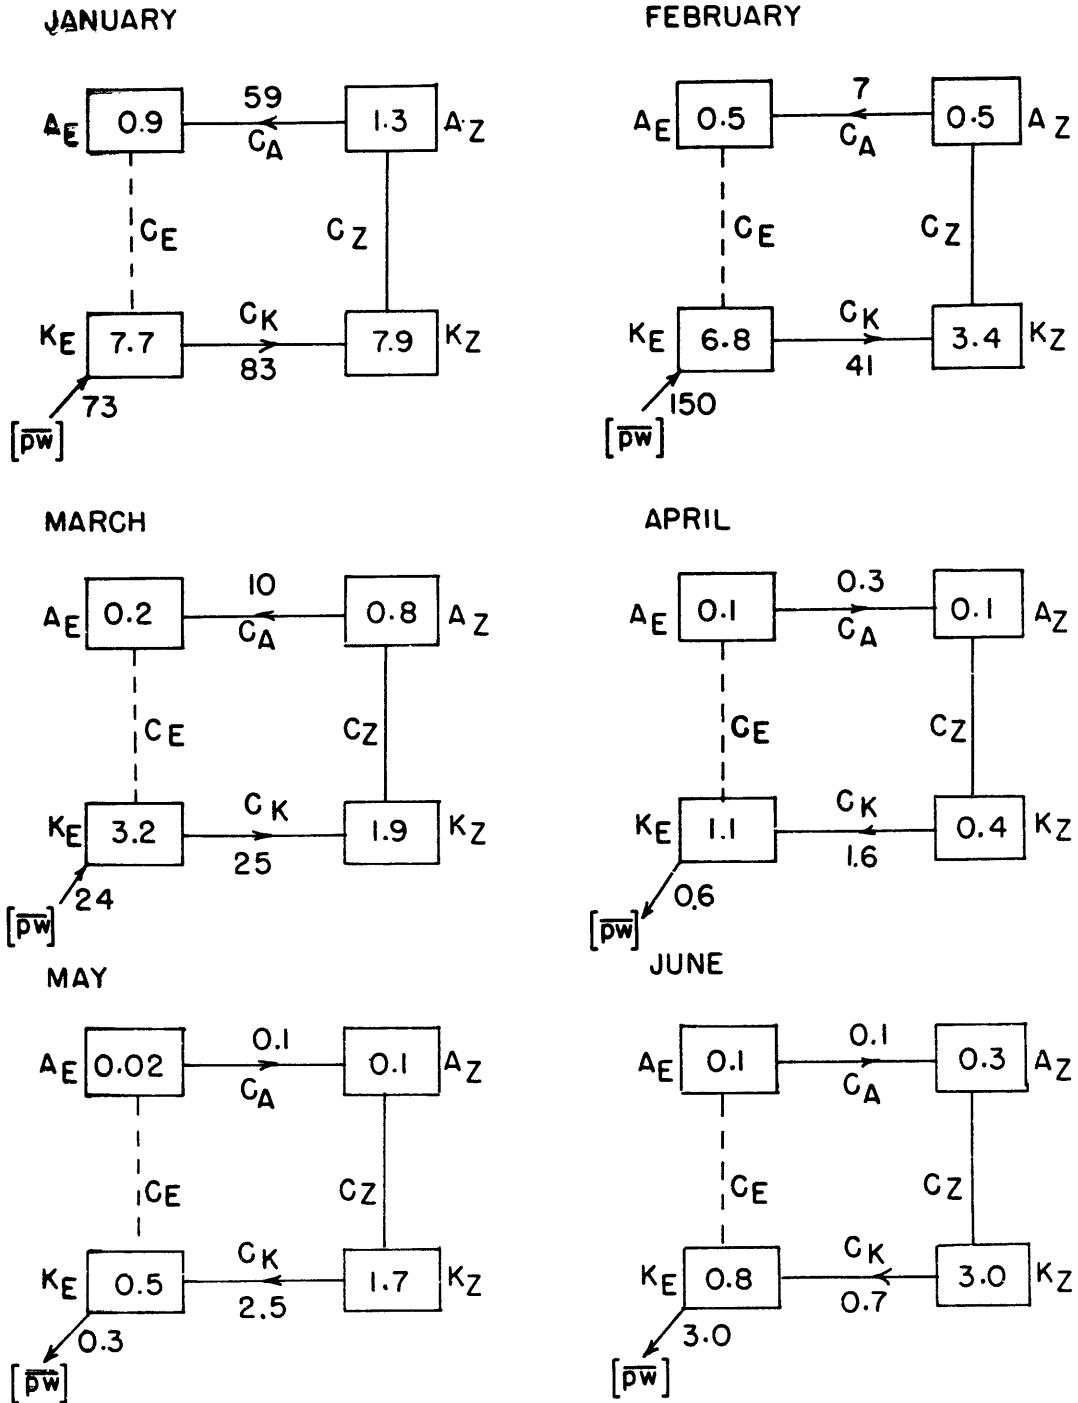 JANUARY
59
A_E 0.9 1.3 A_Z
C_A
C_E C_Z
C_K
K_E 7.7 7.9 K_Z
83
73
[p̅w̅]
FEBRUARY
7
A_E 0.5 0.5 A_Z
C_A
C_E C_Z
C_K
K_E 6.8 3.4 K_Z
41
150
[p̅w̅]
MARCH
10
A_E 0.2 0.8 A_Z
C_A
C_E C_Z
C_K
K_E 3.2 1.9 K_Z
25
24
[p̅w̅]
APRIL
0.3
A_E 0.1 0.1 A_Z
C_A
C_E C_Z
C_K
K_E 1.1 0.4 K_Z
1.6
0.6
[p̅w̅]
MAY
0.1
A_E 0.02 0.1 A_Z
C_A
C_E C_Z
C_K
K_E 0.5 1.7 K_Z
2.5
0.3
[p̅w̅]
JUNE
0.1
A_E 0.1 0.3 A_Z
C_A
C_E C_Z
C_K
K_E 0.8 3.0 K_Z
0.7
3.0
[p̅w̅]